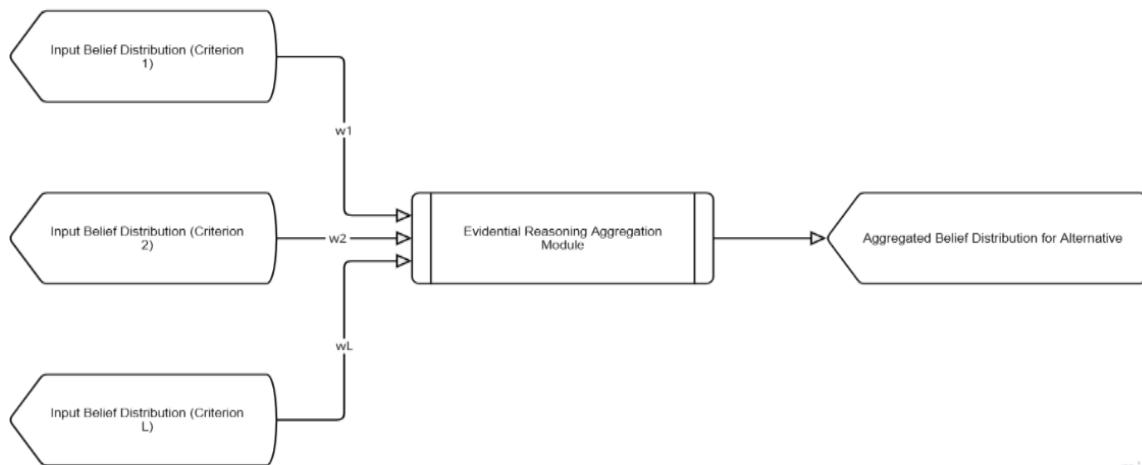 Input Belief Distribution (Criterion
1)
w1
Input Belief Distribution (Criterion
2)
w2
Evidential Reasoning Aggregation
Module
Aggregated Belief Distribution for Alternative
wL
Input Belief Distribution (Criterion
L)